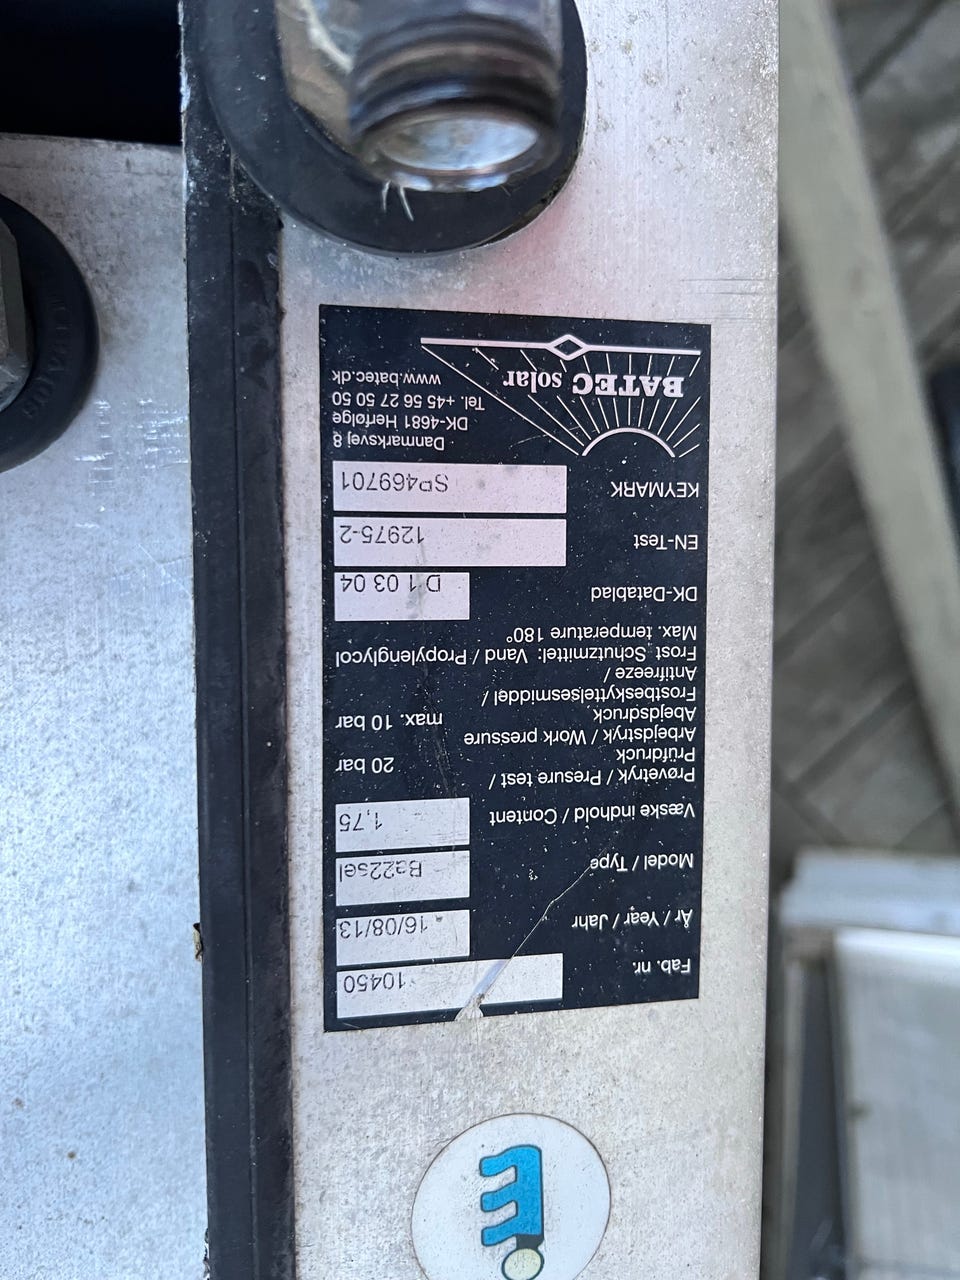 Fab. nr. 10450
År / Year / Jahr 16/08/13
Model / Type Ba22sel
Væske indhold / Content 1,75
Prøvetryk / Presure test /
Prüfdruck 20 bar
Arbejdstryk / Work pressure
Abejdsdruck max. 10 bar
Frostbeskyttelsesmiddel /
Antifreeze /
Frost Schutzmittel: Vand / Propylenglycol
Max. temperature 180°
DK-Datablad D 1 03 04
EN-Test 12975-2
KEYMARK SP469701
BATEC solar
Danmarksvej 8
DK-4681 Herfølge
Tel. +45 56 27 50 50
www.batec.dk